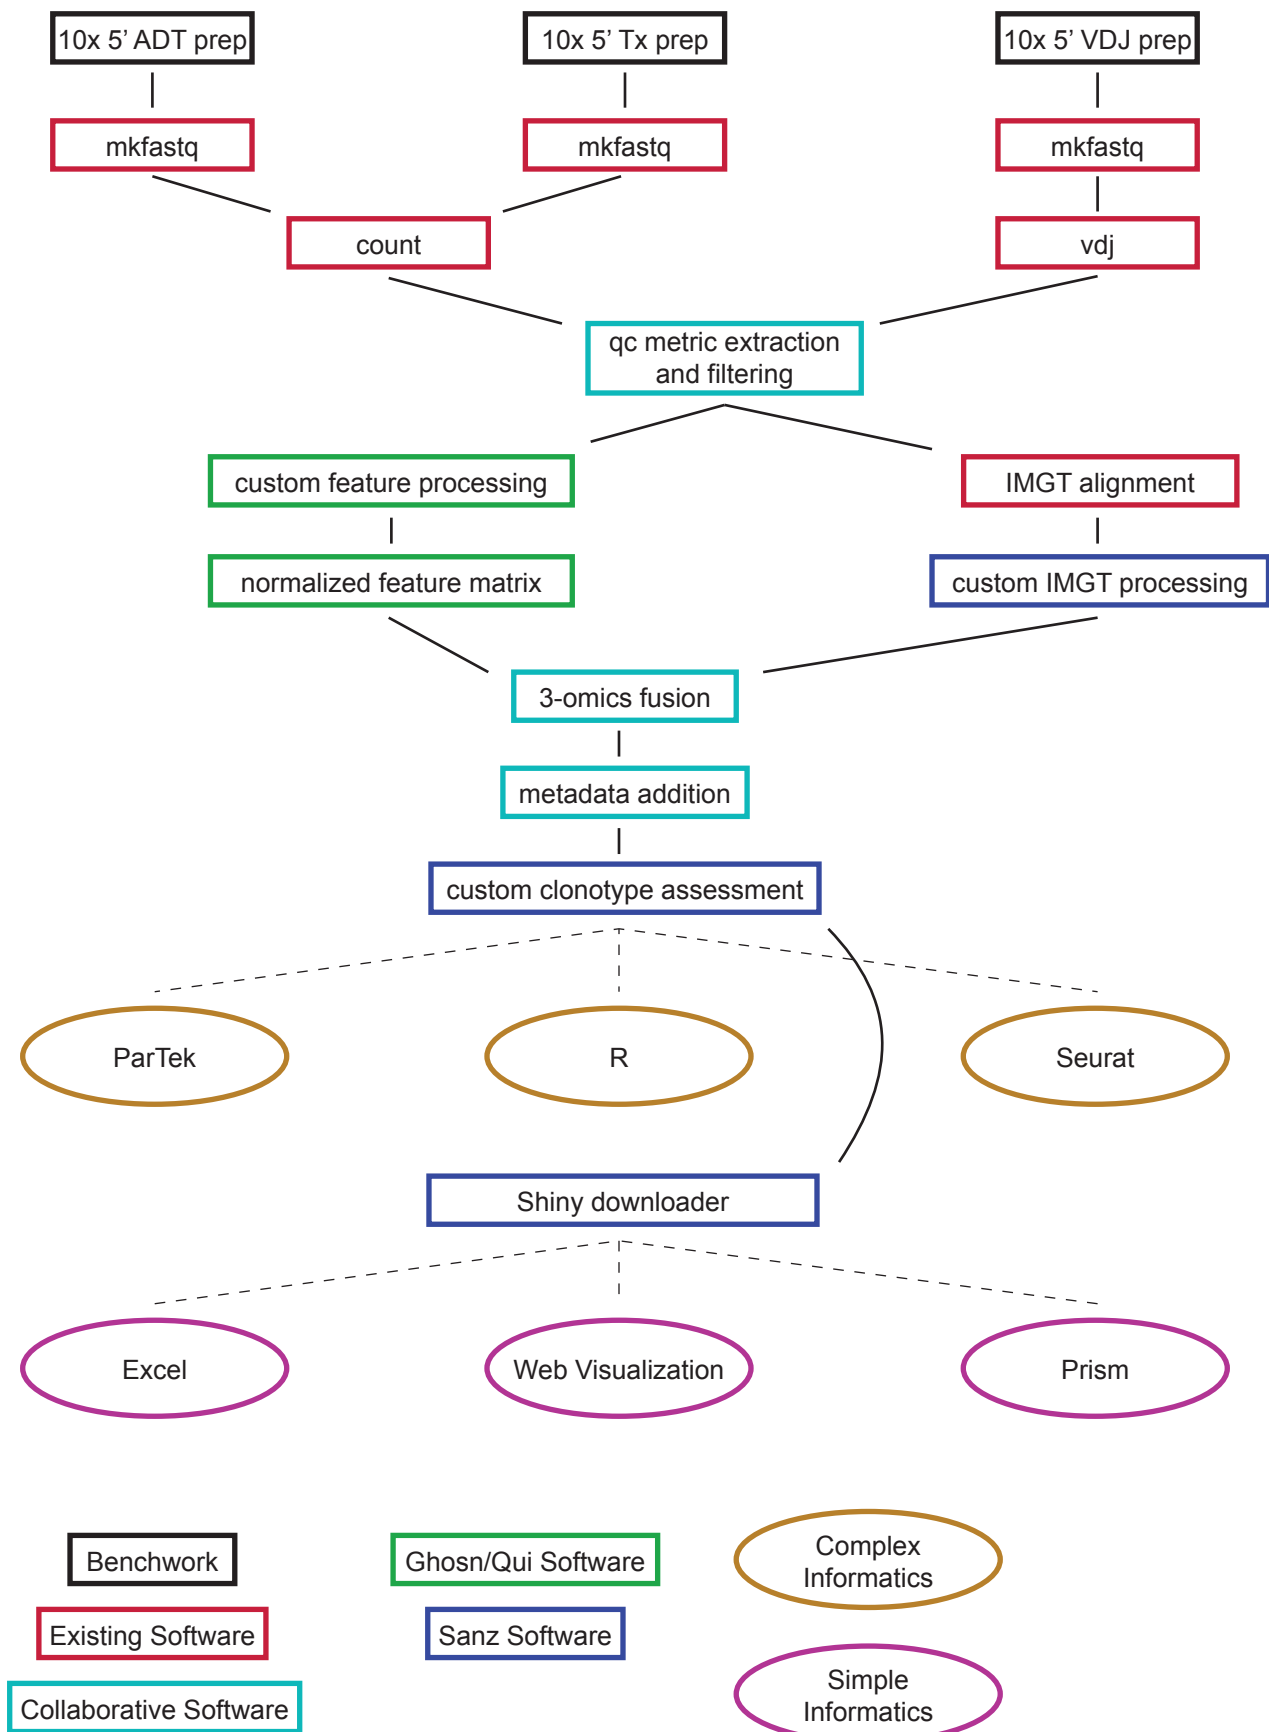 10x 5’ ADT prep
10x 5’ Tx prep
10x 5’ VDJ prep
mkfastq
mkfastq
mkfastq
count
vdj
qc metric extraction
and filtering
custom feature processing
IMGT alignment
normalized feature matrix
custom IMGT processing
3-omics fusion
metadata addition
custom clonotype assessment
ParTek
R
Seurat
Shiny downloader
Excel
Web Visualization
Prism
Benchwork
Ghosn/Qui Software
Complex
Informatics
Existing Software
Sanz Software
Collaborative Software
Simple
Informatics